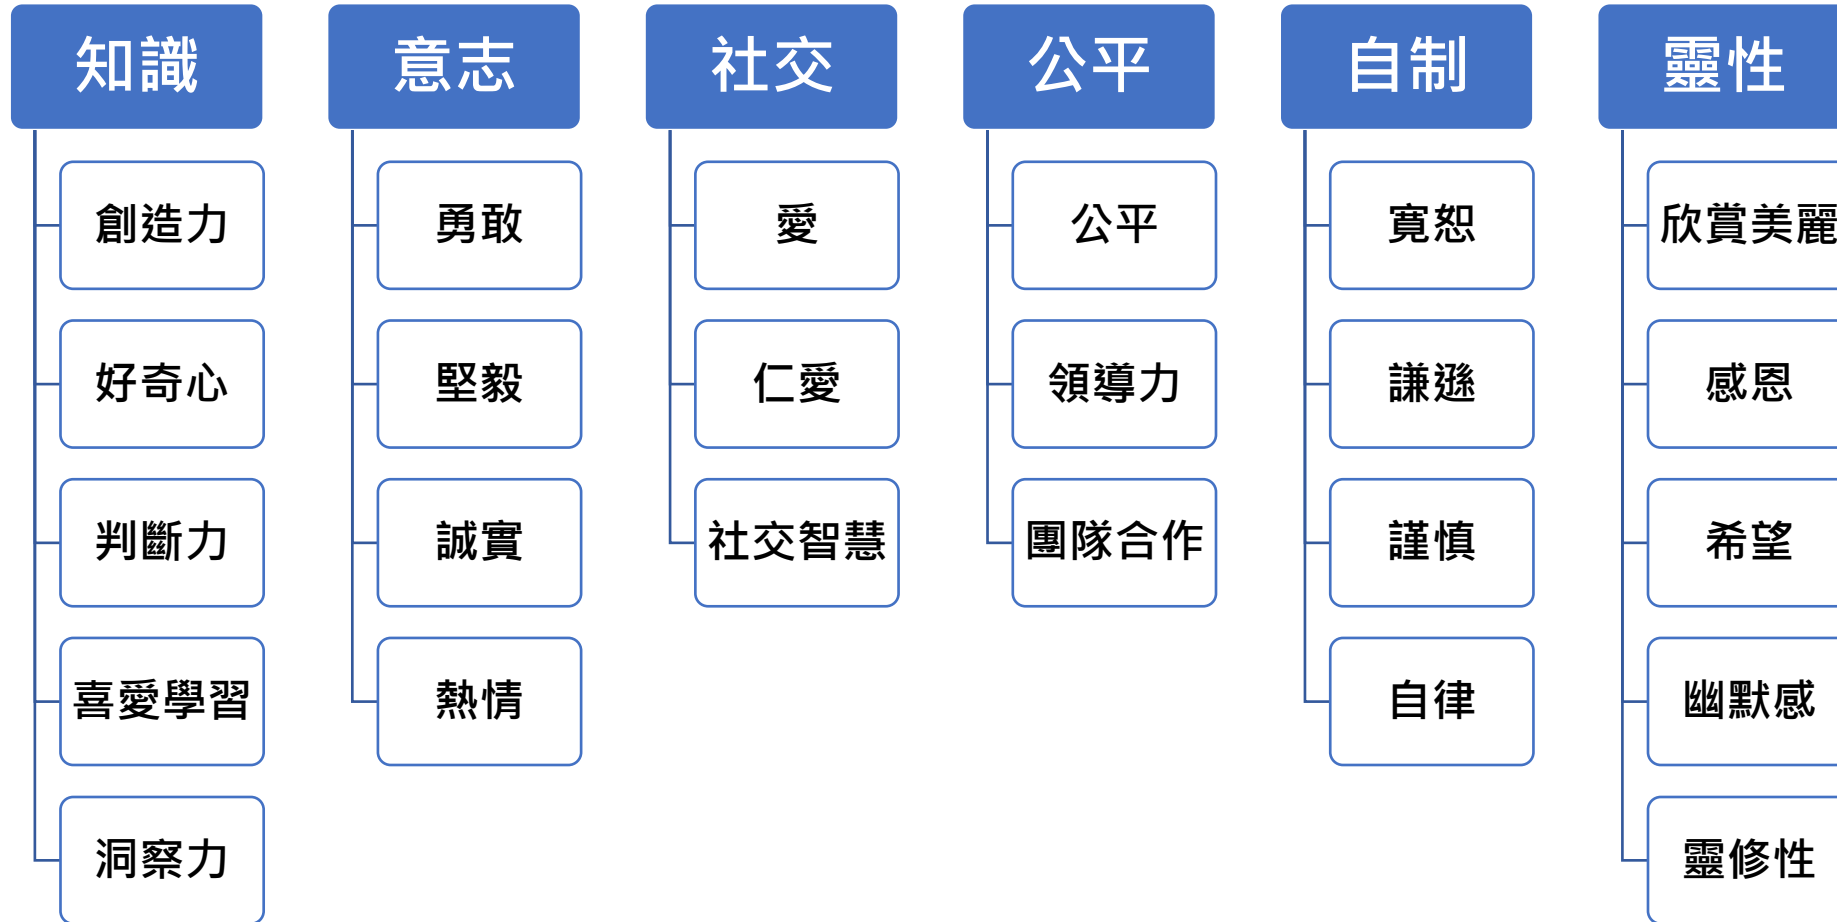 知識
創造力
好奇心
判斷力
喜愛學習
洞察力
意志
勇敢
堅毅
誠實
熱情
社交
愛
仁愛
社交智慧
公平
公平
領導力
團隊合作
自制
寬恕
謙遜
謹慎
自律
靈性
欣賞美麗
感恩
希望
幽默感
靈修性